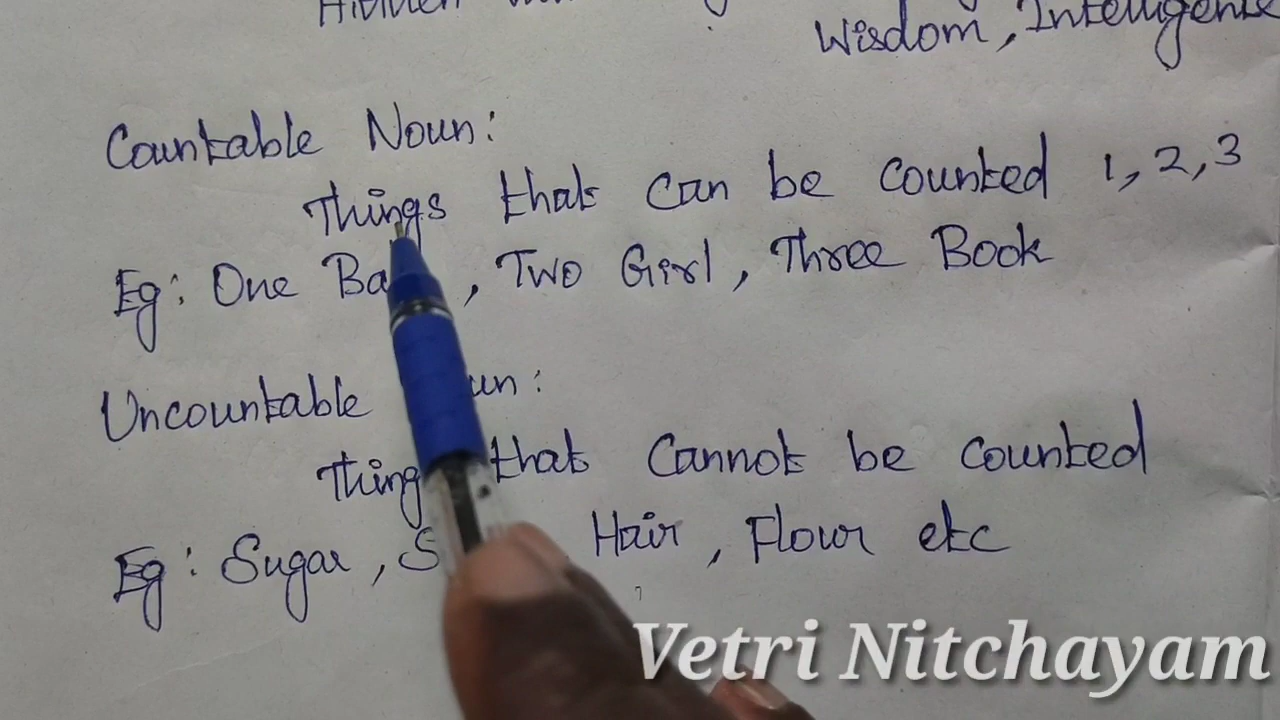 Wisdom, Intelligence
Countable Noun:
Things that can be counted 1, 2, 3
Eg: One , Two Girl, Three Book
Uncountable :
that cannot be counted
Eg: Sugar, Hair, Flour etc
Vetri Nitchayam